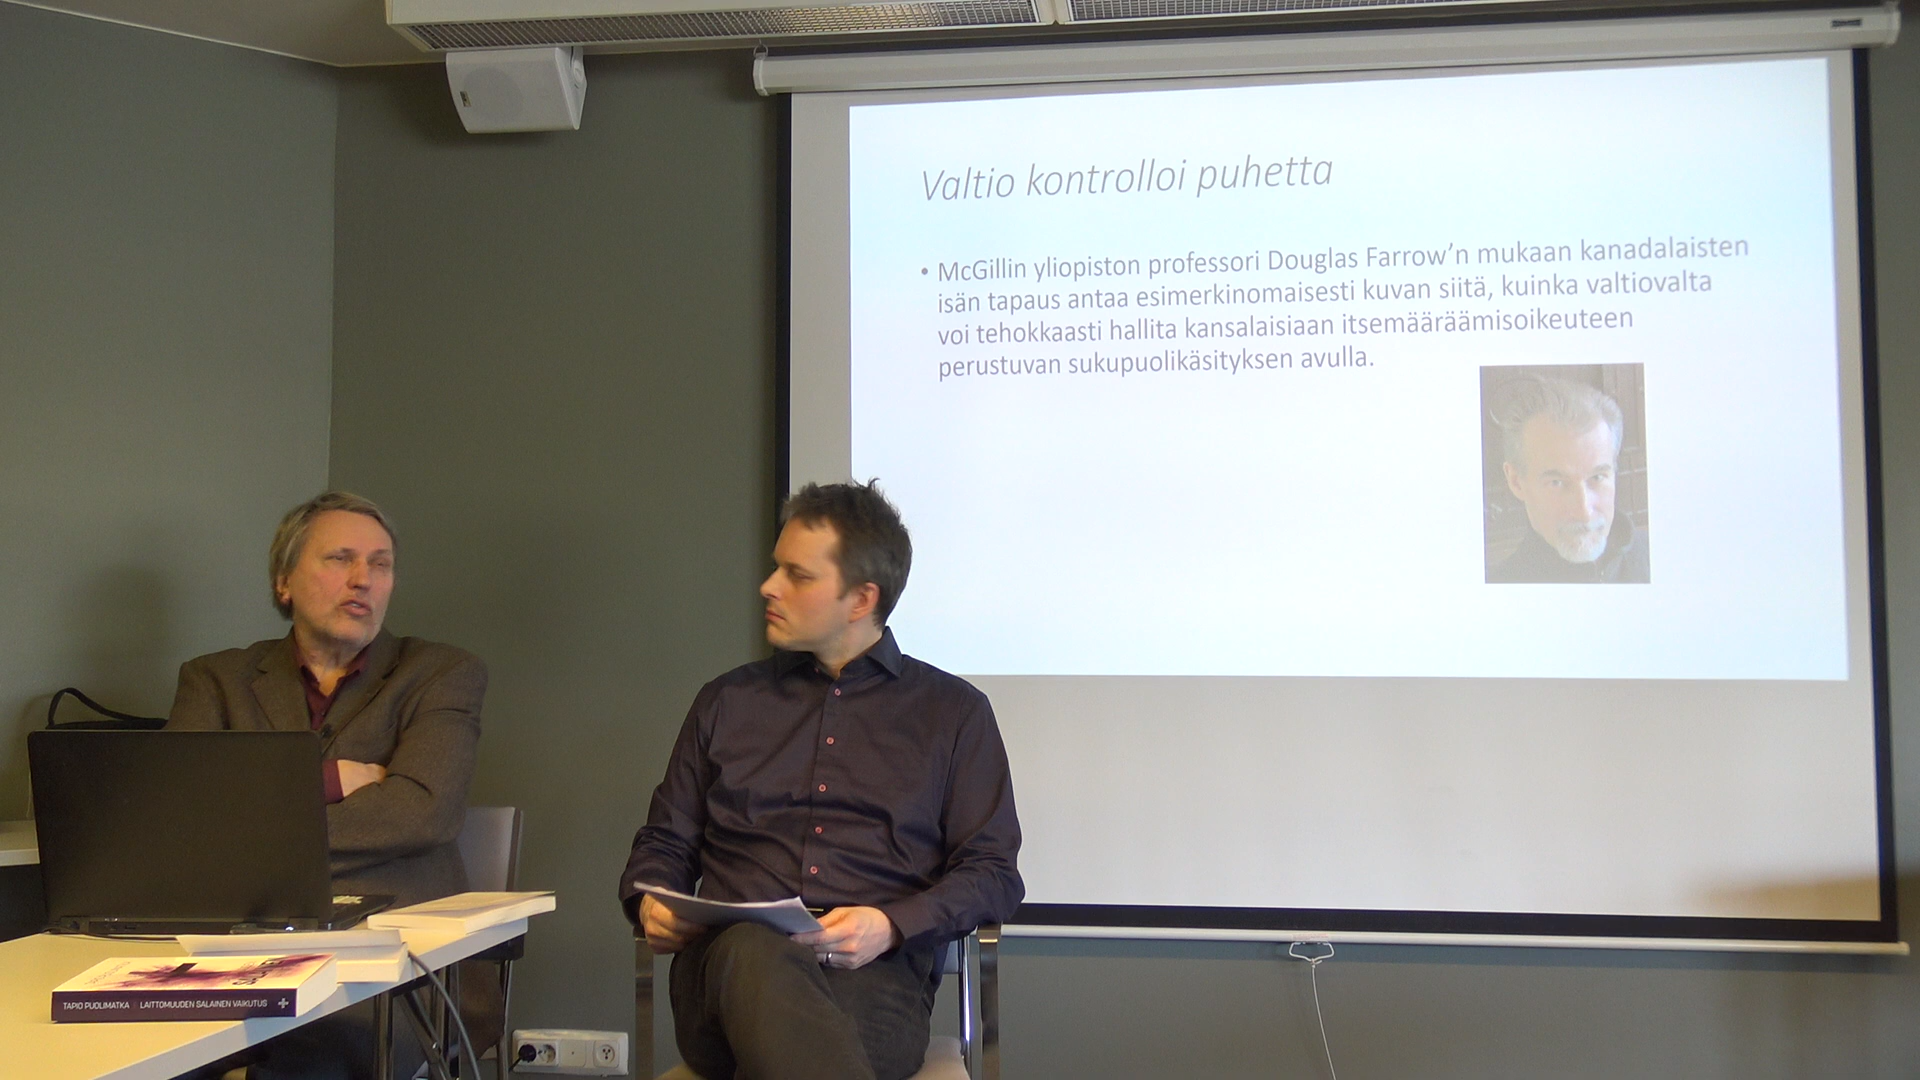 Valtio kontrolloi puhetta
• McGillin yliopiston professori Douglas Farrow’n mukaan kanadalaisten
isän tapaus antaa esimerkinomaisesti kuvan siitä, kuinka valtiovalta
voi tehokkaasti hallita kansalaisiaan itsemääräämisoikeuteen
perustuvan sukupuolikäsityksen avulla.
TAPIO PUOLIMATKA LAITTOMUUDEN SALAINEN VAIKUTUS